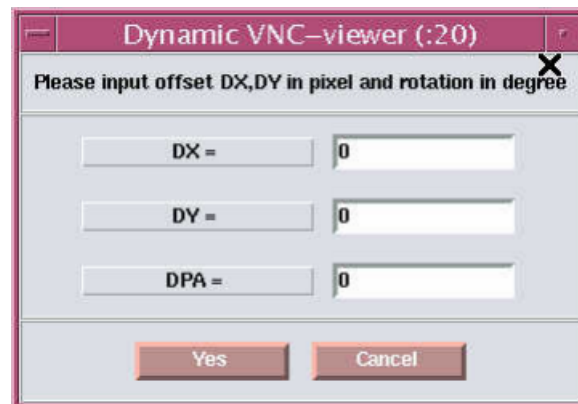 Dynamic VNC–viewer (:20)
Please input offset DX,DY in pixel and rotation in degree
DX = 0
DY = 0
DPA = 0
Yes Cancel